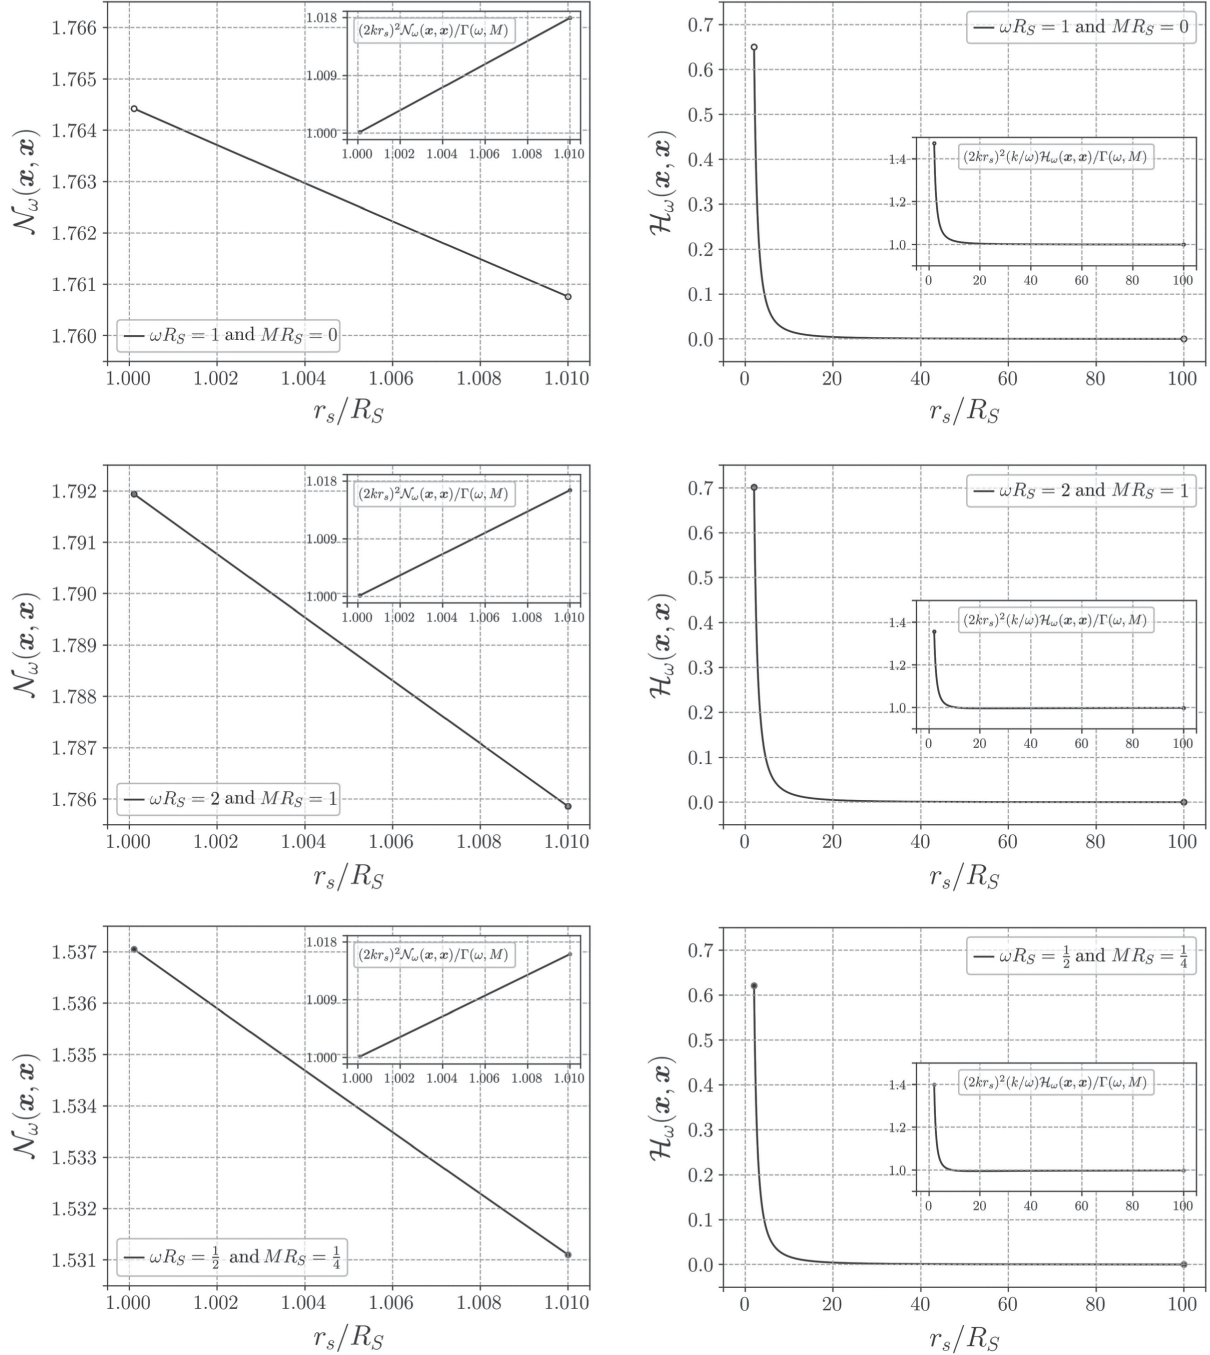 1.766
1.765
1.764
1.763
1.762
1.761
1.760
𝒩_ω(𝒙, 𝒙)
1.018
1.009
1.000
(2kr_s)²𝒩_ω(𝒙, 𝒙)/Γ(ω, M)
1.000 1.002 1.004 1.006 1.008 1.010
ωR_S = 1 and MR_S = 0
1.000 1.002 1.004 1.006 1.008 1.010
r_s/R_S
0.7
0.6
0.5
0.4
0.3
0.2
0.1
0.0
ℋ_ω(𝒙, 𝒙)
ωR_S = 1 and MR_S = 0
1.4
1.2
1.0
(2kr_s)²(k/ω)ℋ_ω(𝒙, 𝒙)/Γ(ω, M)
0 20 40 60 80 100
0 20 40 60 80 100
r_s/R_S
1.792
1.791
1.790
1.789
1.788
1.787
1.786
𝒩_ω(𝒙, 𝒙)
1.018
1.009
1.000
(2kr_s)²𝒩_ω(𝒙, 𝒙)/Γ(ω, M)
1.000 1.002 1.004 1.006 1.008 1.010
ωR_S = 2 and MR_S = 1
1.000 1.002 1.004 1.006 1.008 1.010
r_s/R_S
0.7
0.6
0.5
0.4
0.3
0.2
0.1
0.0
ℋ_ω(𝒙, 𝒙)
ωR_S = 2 and MR_S = 1
1.4
1.2
1.0
(2kr_s)²(k/ω)ℋ_ω(𝒙, 𝒙)/Γ(ω, M)
0 20 40 60 80 100
0 20 40 60 80 100
r_s/R_S
1.537
1.536
1.535
1.534
1.533
1.532
1.531
𝒩_ω(𝒙, 𝒙)
1.018
1.009
1.000
(2kr_s)²𝒩_ω(𝒙, 𝒙)/Γ(ω, M)
1.000 1.002 1.004 1.006 1.008 1.010
ωR_S = 1/2 and MR_S = 1/4
1.000 1.002 1.004 1.006 1.008 1.010
r_s/R_S
0.7
0.6
0.5
0.4
0.3
0.2
0.1
0.0
ℋ_ω(𝒙, 𝒙)
ωR_S = 1/2 and MR_S = 1/4
1.4
1.2
1.0
(2kr_s)²(k/ω)ℋ_ω(𝒙, 𝒙)/Γ(ω, M)
0 20 40 60 80 100
0 20 40 60 80 100
r_s/R_S